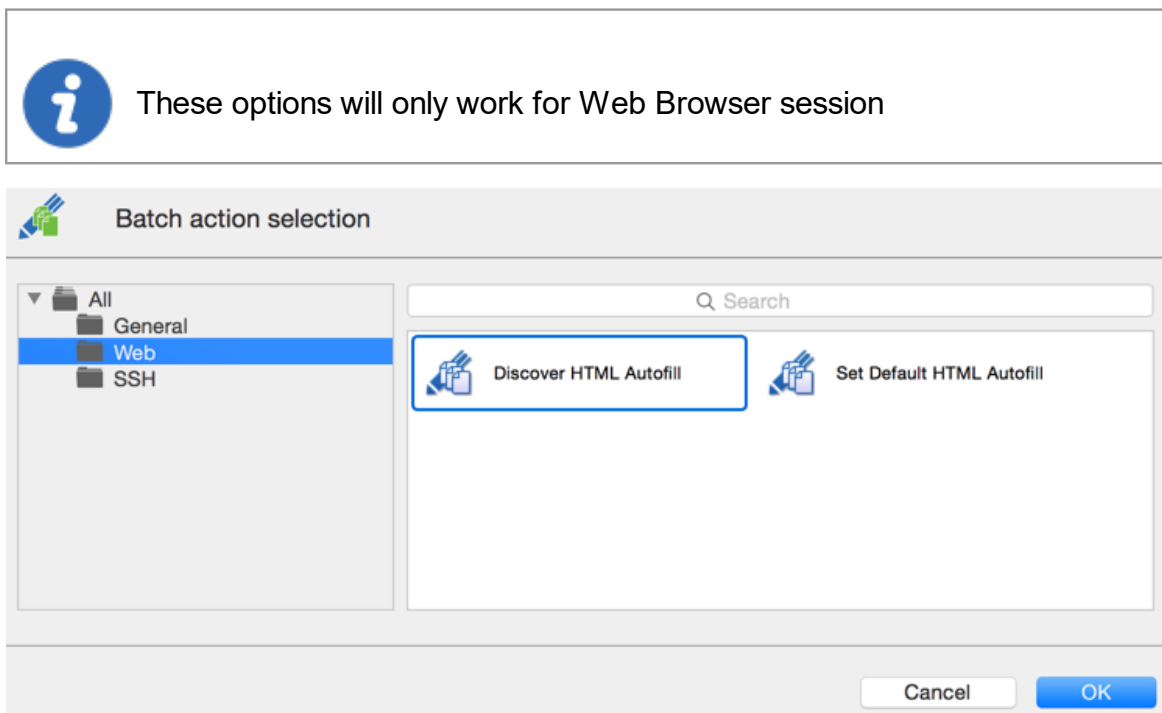 These options will only work for Web Browser session
Batch action selection
All
General
Web
SSH
Search
Discover HTML Autofill
Set Default HTML Autofill
Cancel
OK